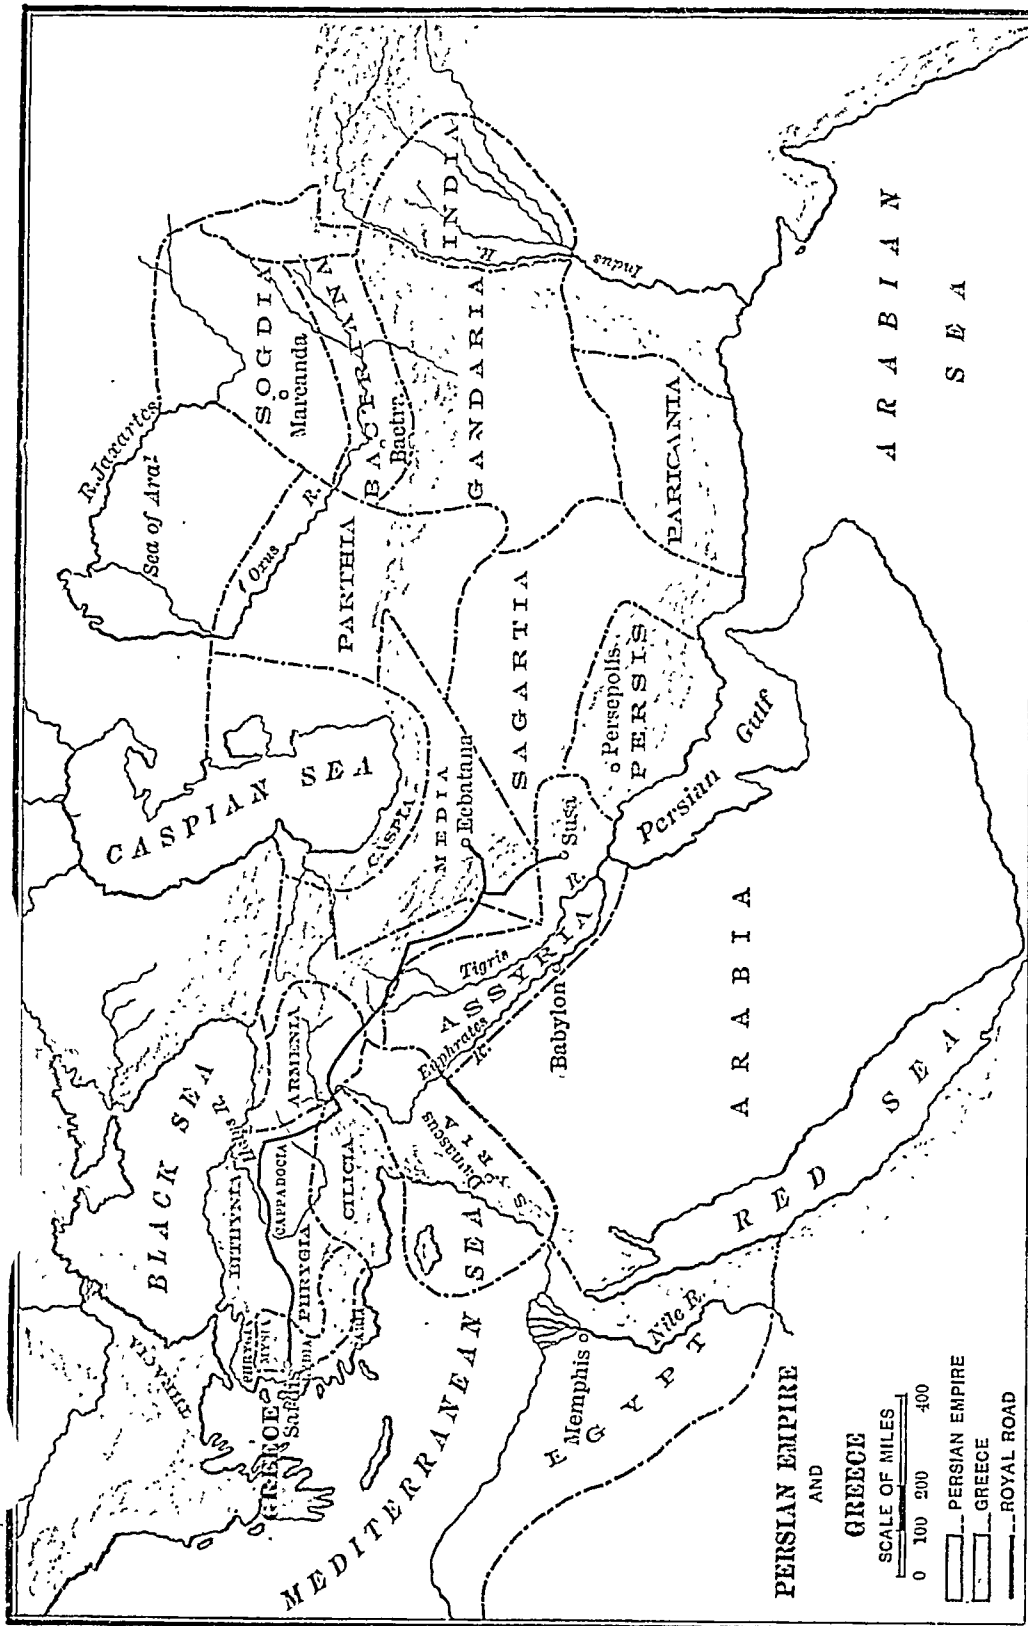 PERSIAN EMPIRE
AND
GREECE
SCALE OF MILES
0 100 200 400
PERSIAN EMPIRE
GREECE
ROYAL ROAD
THRACIA
GREECE
BLACK SEA
CASPIAN SEA
Sea of Aral
R. Jaxartes
Oxus R.
SOGDIA
Marcanda
BACTRIANA
Bactra
PARTHIA
GANDARIA
INDIA
R. Indus
SAGARTIA
PARICANIA
PERSIS
Persepolis
MEDIA
Ecbatana
CASPIA
Susa
Persian Gulf
ARABIAN
SEA
ARABIA
RED SEA
ASSYRIA
Tigris R.
Euphrates R.
Babylon
ARMENIA
Halys R.
BITHYNIA
CAPPADOCIA
PHRYGIA
CILICIA
PHRYGIA
MYSIA
Sardis
SYRIA
Damascus
MEDITERRANEAN SEA
EGYPT
Memphis
Nile R.